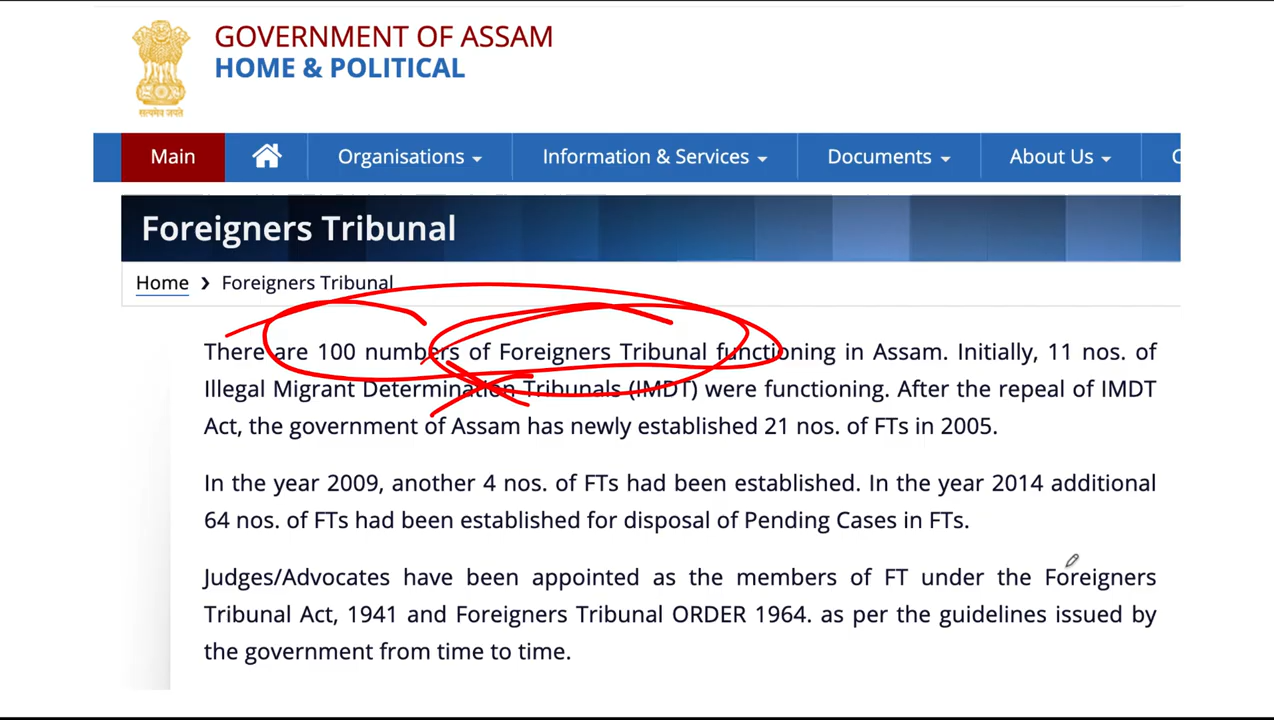 GOVERNMENT OF ASSAM
HOME & POLITICAL
सत्यमेव जयते
Main
Organisations
Information & Services
Documents
About Us
Foreigners Tribunal
Home > Foreigners Tribunal
There are 100 numbers of Foreigners Tribunal functioning in Assam. Initially, 11 nos. of
Illegal Migrant Determination Tribunals (IMDT) were functioning. After the repeal of IMDT
Act, the government of Assam has newly established 21 nos. of FTs in 2005.
In the year 2009, another 4 nos. of FTs had been established. In the year 2014 additional
64 nos. of FTs had been established for disposal of Pending Cases in FTs.
Judges/Advocates have been appointed as the members of FT under the Foreigners
Tribunal Act, 1941 and Foreigners Tribunal ORDER 1964. as per the guidelines issued by
the government from time to time.